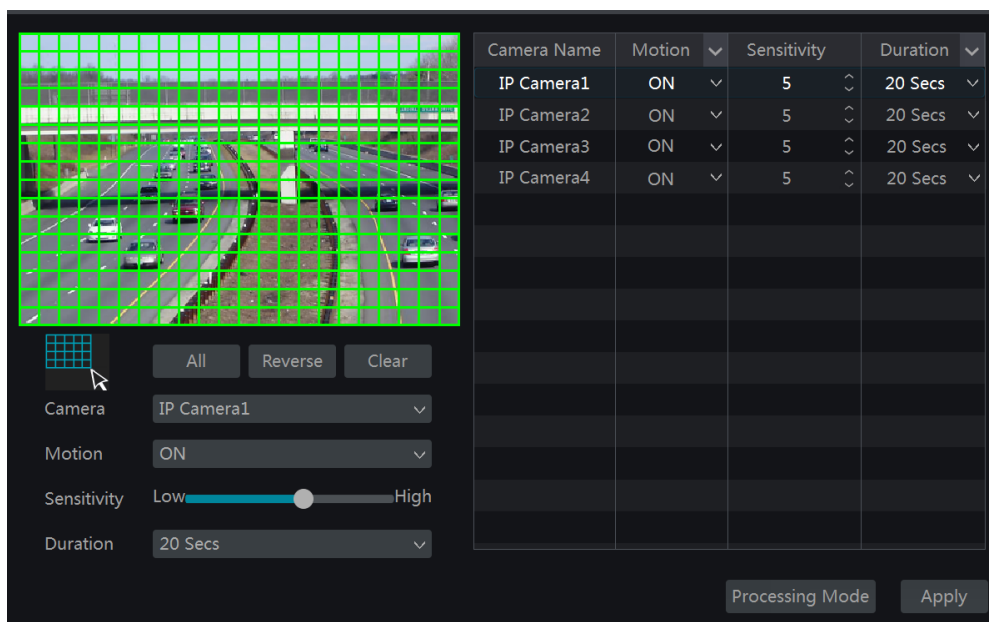 Camera Name Motion Sensitivity Duration
IP Camera1 ON 5 20 Secs
IP Camera2 ON 5 20 Secs
IP Camera3 ON 5 20 Secs
IP Camera4 ON 5 20 Secs
All Reverse Clear
Camera IP Camera1
Motion ON
Sensitivity Low High
Duration 20 Secs
Processing Mode Apply